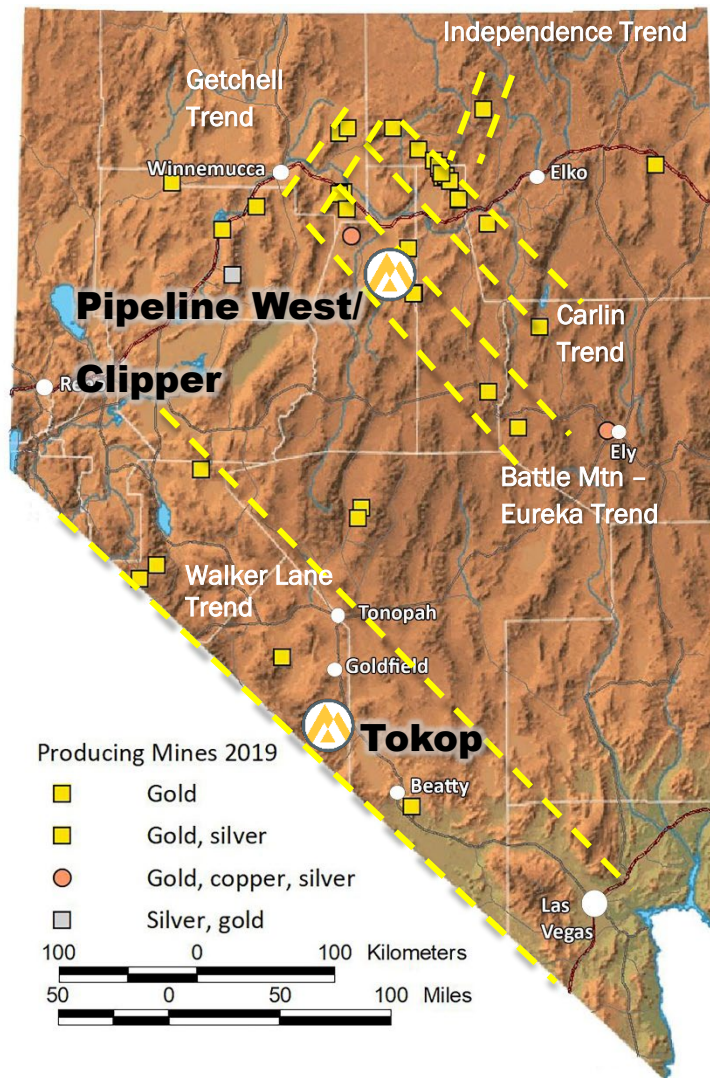 Independence Trend
Getchell
Trend
Winnemucca
Elko
Pipeline West/
Clipper
Carlin
Trend
Reno
Ely
Battle Mtn –
Eureka Trend
Walker Lane
Trend
Tonopah
Goldfield
Tokop
Beatty
Las
Vegas
Producing Mines 2019
Gold
Gold, silver
Gold, copper, silver
Silver, gold
100 0 100 Kilometers
50 0 50 100 Miles